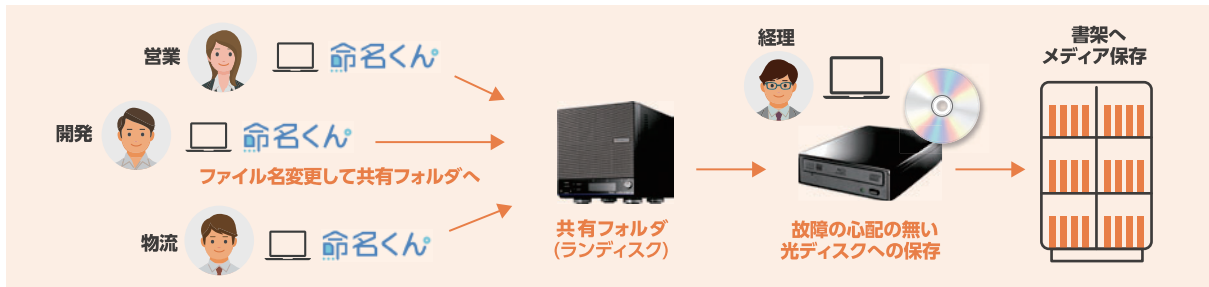 営業
命名くん
開発
命名くん
ファイル名変更して共有フォルダへ
物流
命名くん
共有フォルダ
(ランディスク)
経理
故障の心配の無い
光ディスクへの保存
書架へ
メディア保存